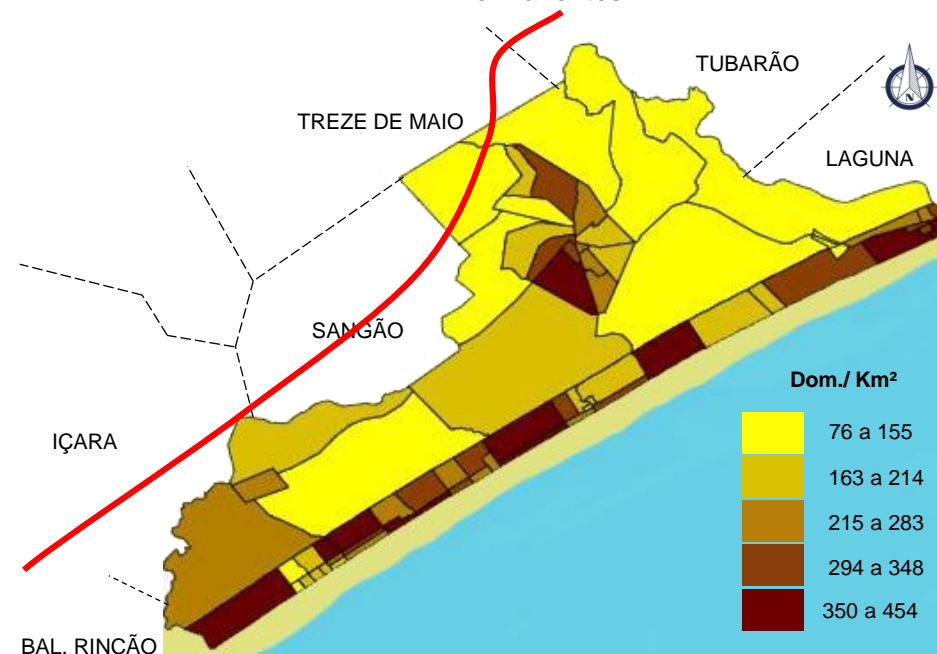 TUBARÃO
TREZE DE MAIO
LAGUNA
N
SANGÃO
Dom./ Km²
76 a 155
IÇARA
163 a 214
215 a 283
294 a 348
350 a 454
BAL. RINCÃO